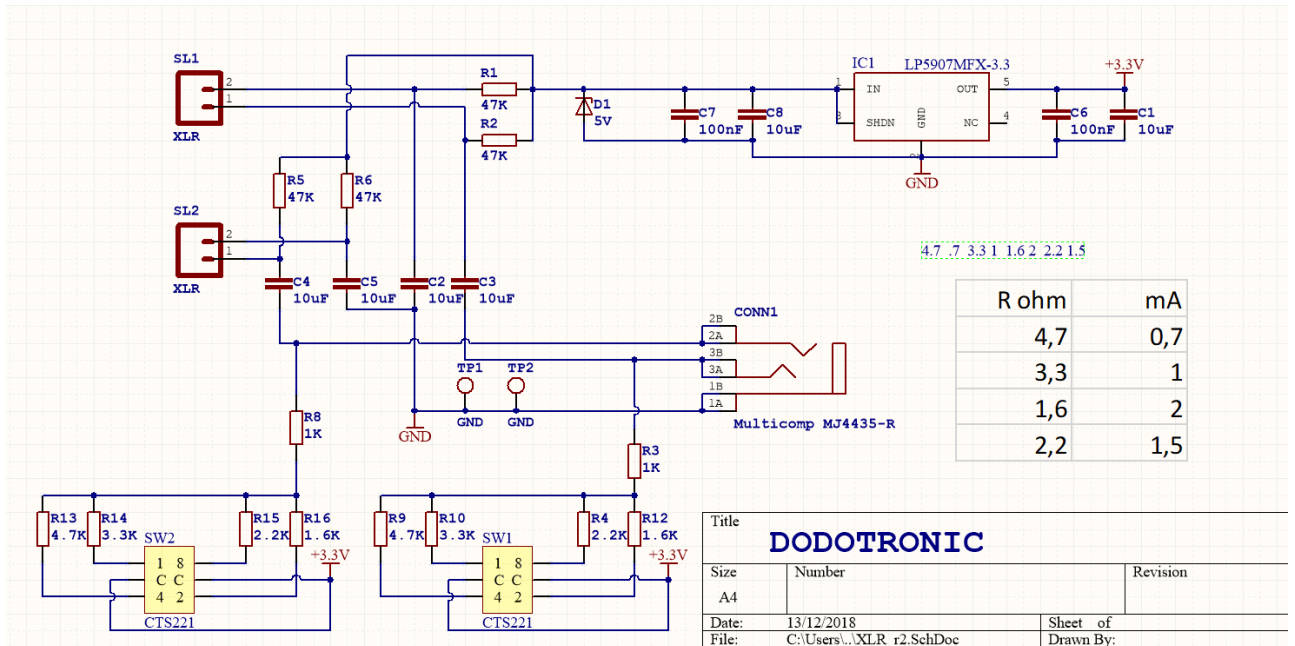 SL1
2
1
XLR
R1
47K
R2
47K
D1
5V
C7
100nF
C8
10uF
IC1 LP5907MFX-3.3
1 IN OUT 5
3 SHDN GND NC 4
GND
+3.3V
C6
100nF
C1
10uF
R5
47K
R6
47K
SL2
2
1
XLR
C4
10uF
C5
10uF
C2
10uF
C3
10uF
4.7 .7 3.3 1 1.6 2 2.2 1.5
R ohm mA
4,7 0,7
3,3 1
1,6 2
2,2 1,5
CONN1
2B
2A
3B
3A
1B
1A
Multicomp MJ4435-R
TP1 TP2
GND GND
GND
R8
1K
R3
1K
R13
4.7K
R14
3.3K
R15
2.2K
R16
1.6K
SW2
+3.3V
1 8
C C
4 2
CTS221
R9
4.7K
R10
3.3K
R4
2.2K
R12
1.6K
SW1
+3.3V
1 8
C C
4 2
CTS221
Title
DODOTRONIC
Size Number Revision
A4
Date: 13/12/2018 Sheet of
File: C:\Users\..\XLR_r2.SchDoc Drawn By: